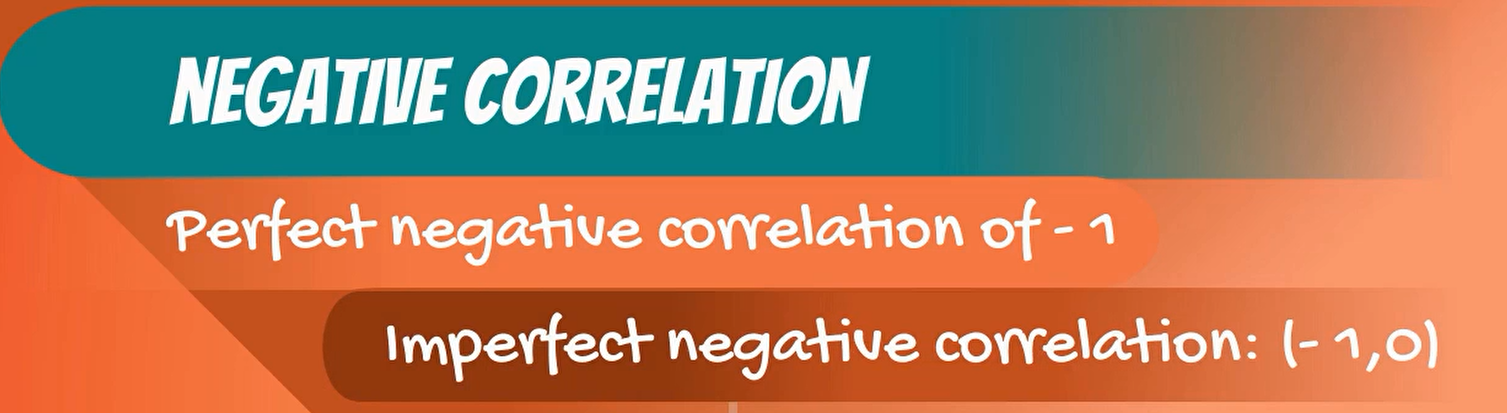 NEGATIVE CORRELATION
Perfect negative correlation of - 1
Imperfect negative correlation: (- 1,0)